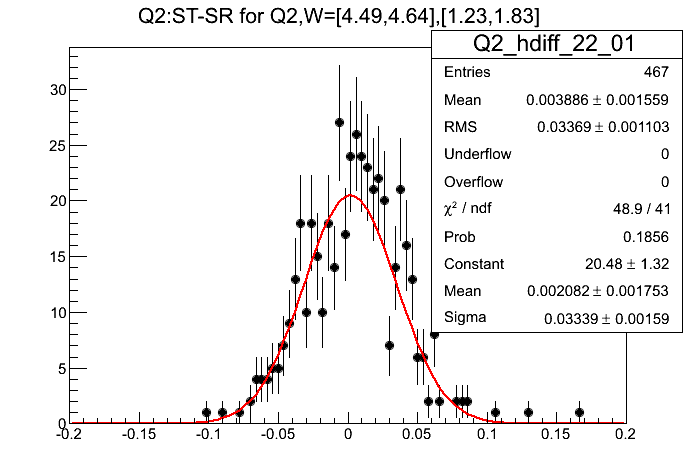 Q2:ST-SR for Q2,W=[4.49,4.64],[1.23,1.83]
Q2_hdiff_22_01
Entries 467
Mean 0.003886 ± 0.001559
RMS 0.03369 ± 0.001103
Underflow 0
Overflow 0
χ² / ndf 48.9 / 41
Prob 0.1856
Constant 20.48 ± 1.32
Mean 0.002082 ± 0.001753
Sigma 0.03339 ± 0.00159
30
25
20
15
10
5
0
-0.2 -0.15 -0.1 -0.05 0 0.05 0.1 0.15 0.2